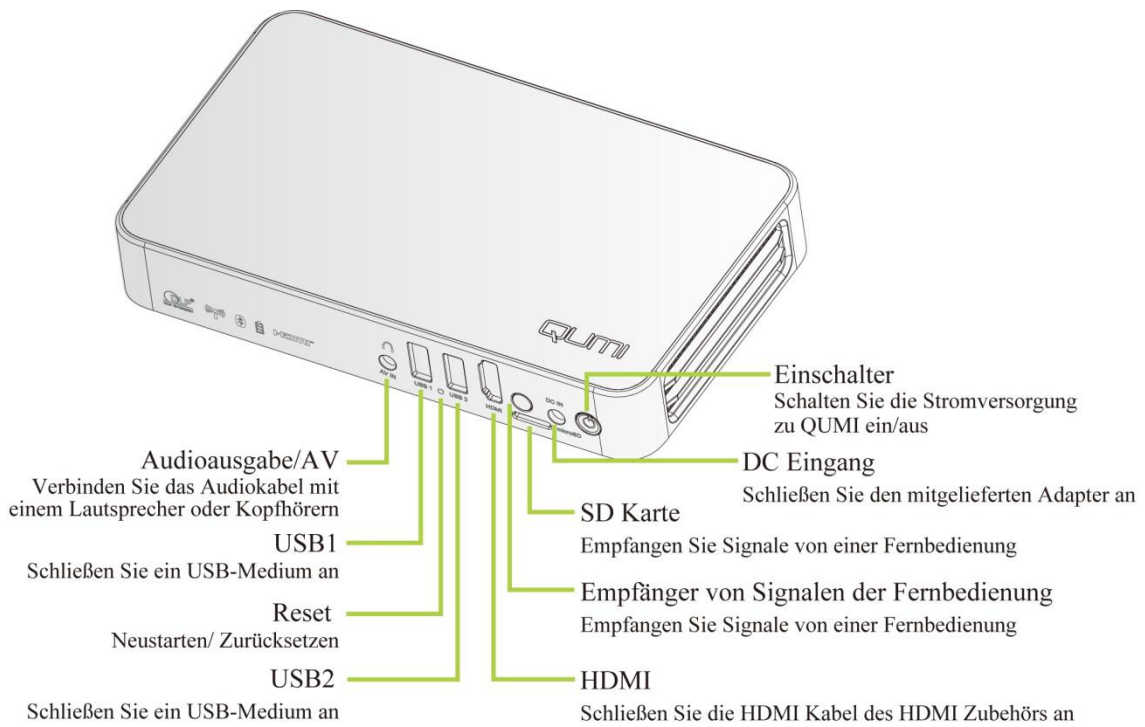 QUMI
DLP
HDMI
AV IN
USB 1
USB 2
HDMI
DC IN
microSD
Einschalter
Schalten Sie die Stromversorgung
zu QUMI ein/aus
DC Eingang
Schließen Sie den mitgelieferten Adapter an
SD Karte
Empfangen Sie Signale von einer Fernbedienung
Empfänger von Signalen der Fernbedienung
Empfangen Sie Signale von einer Fernbedienung
HDMI
Schließen Sie die HDMI Kabel des HDMI Zubehörs an
Audioausgabe/AV
Verbinden Sie das Audiokabel mit
einem Lautsprecher oder Kopfhörern
USB1
Schließen Sie ein USB-Medium an
Reset
Neustarten/ Zurücksetzen
USB2
Schließen Sie ein USB-Medium an